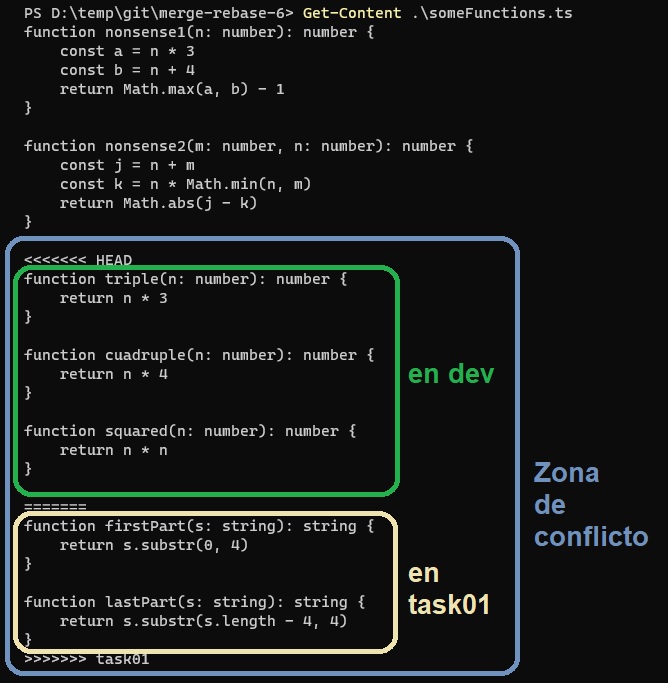 PS D:\temp\git\merge-rebase-6> Get-Content .\someFunctions.ts
function nonsense1(n: number): number {
    const a = n * 3
    const b = n + 4
    return Math.max(a, b) - 1
}

function nonsense2(m: number, n: number): number {
    const j = n + m
    const k = n * Math.min(n, m)
    return Math.abs(j - k)
}

<<<<<<< HEAD
function triple(n: number): number {
    return n * 3
}

function cuadruple(n: number): number {
    return n * 4
}

function squared(n: number): number {
    return n * n
}

=======
function firstPart(s: string): string {
    return s.substr(0, 4)
}

function lastPart(s: string): string {
    return s.substr(s.length - 4, 4)
}
>>>>>>> task01
en dev
en
task01
Zona
de
conflicto